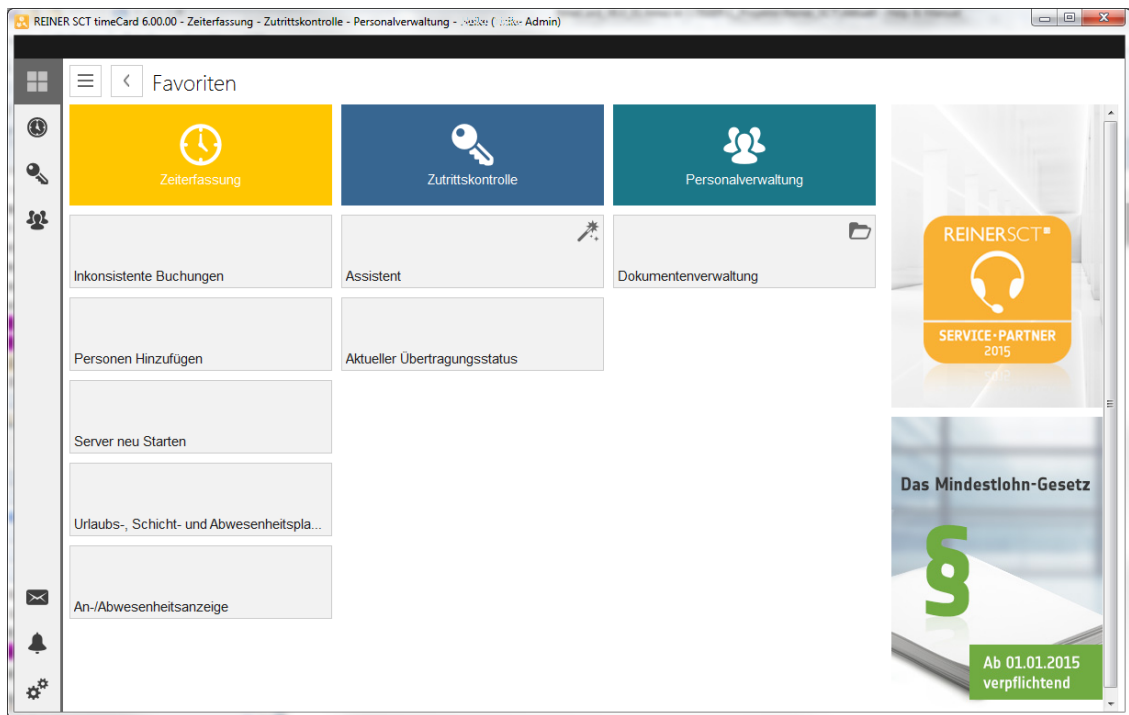 REINER SCT timeCard 6.00.00 - Zeiterfassung - Zutrittskontrolle - Personalverwaltung - ( Admin)
Favoriten
Zeiterfassung
Zutrittskontrolle
Personalverwaltung
Inkonsistente Buchungen
Assistent
Dokumentenverwaltung
Personen Hinzufügen
Aktueller Übertragungsstatus
Server neu Starten
Urlaubs-, Schicht- und Abwesenheitspla...
An-/Abwesenheitsanzeige
REINERSCT
SERVICE·PARTNER
2015
Das Mindestlohn-Gesetz
§
Ab 01.01.2015
verpflichtend